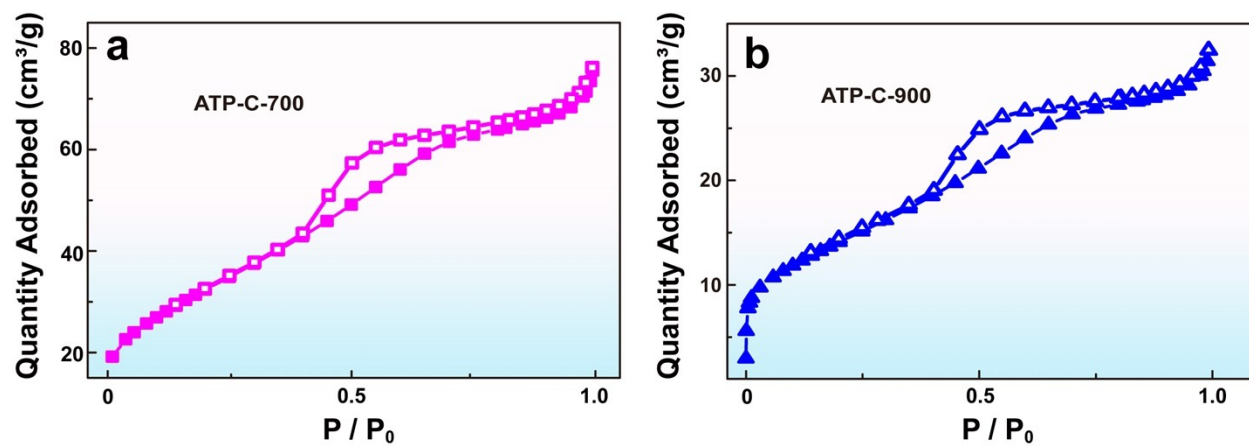 a
ATP-C-700
Quantity Adsorbed (cm³/g)
80
60
40
20
0
0.5
1.0
P / P₀
b
ATP-C-900
Quantity Adsorbed (cm³/g)
30
20
10
0
0.5
1.0
P / P₀